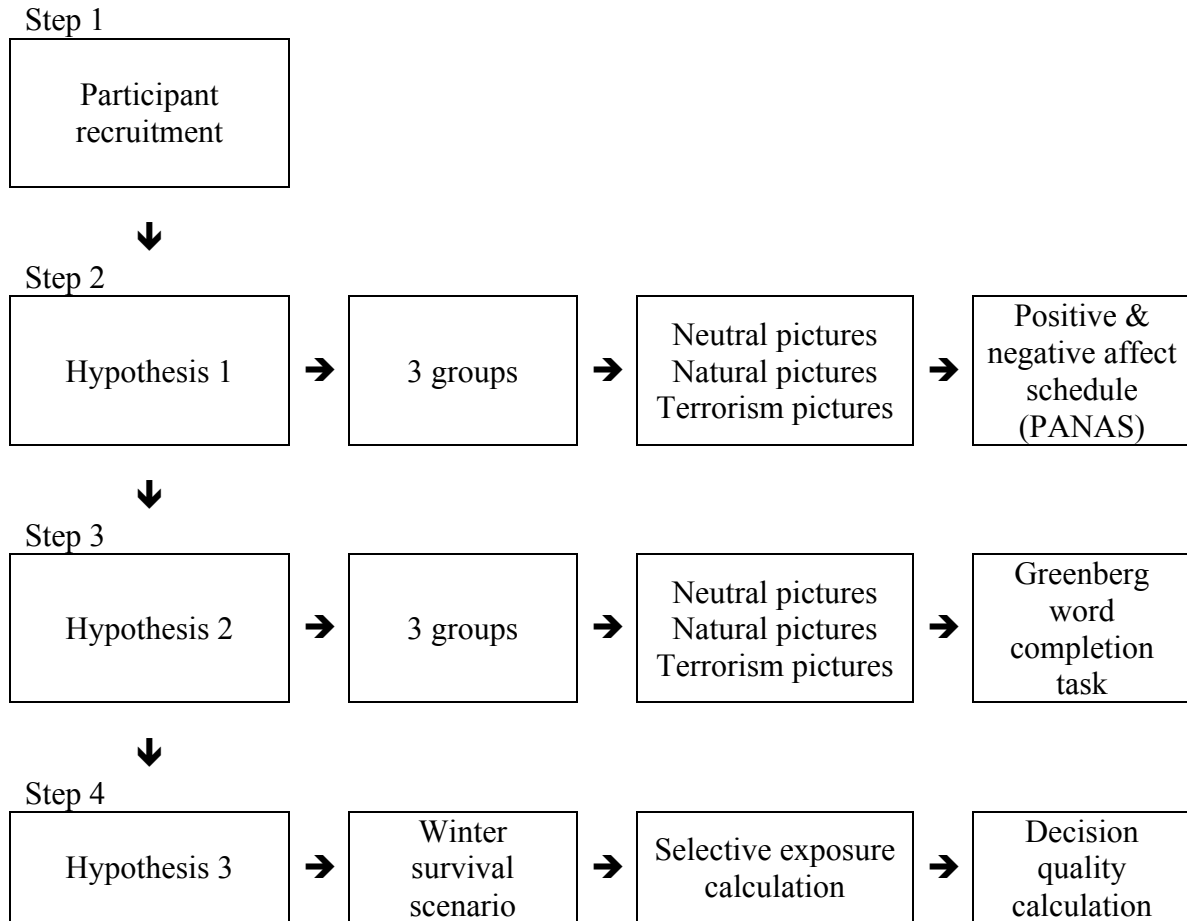 Step 1
Participant
recruitment
Step 2
Hypothesis 1
3 groups
Neutral pictures
Natural pictures
Terrorism pictures
Positive &
negative affect
schedule
(PANAS)
Step 3
Hypothesis 2
3 groups
Neutral pictures
Natural pictures
Terrorism pictures
Greenberg
word
completion
task
Step 4
Hypothesis 3
Winter
survival
scenario
Selective exposure
calculation
Decision
quality
calculation